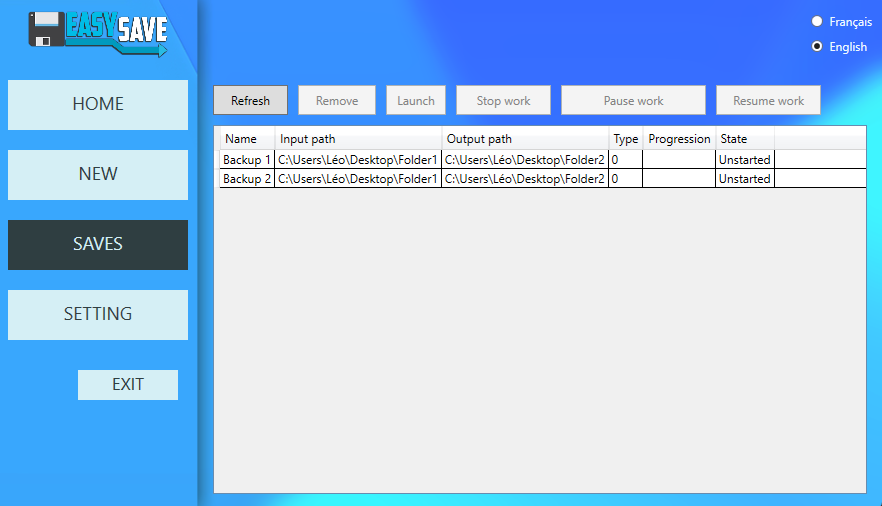 EASY SAVE
Français
English
HOME
NEW
SAVES
SETTING
EXIT
Refresh Remove Launch Stop work Pause work Resume work
Name Input path Output path Type Progression State
Backup 1 C:\Users\Léo\Desktop\Folder1 C:\Users\Léo\Desktop\Folder2 0 Unstarted
Backup 2 C:\Users\Léo\Desktop\Folder1 C:\Users\Léo\Desktop\Folder2 0 Unstarted